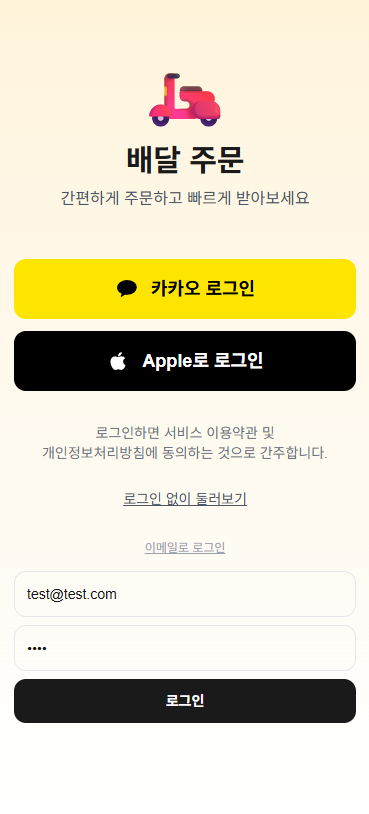 배달 주문
간편하게 주문하고 빠르게 받아보세요
카카오 로그인
Apple로 로그인
로그인하면 서비스 이용약관 및
개인정보처리방침에 동의하는 것으로 간주합니다.
로그인 없이 둘러보기
이메일로 로그인
test@test.com
••••
로그인